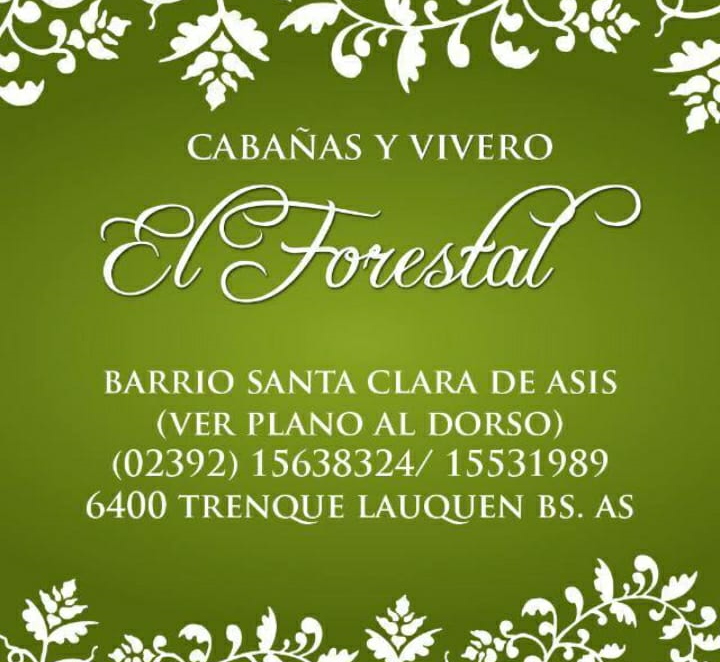 CABAÑAS Y VIVERO
El Forestal
BARRIO SANTA CLARA DE ASIS
(VER PLANO AL DORSO)
(02392) 15638324/ 15531989
6400 TRENQUE LAUQUEN BS. AS